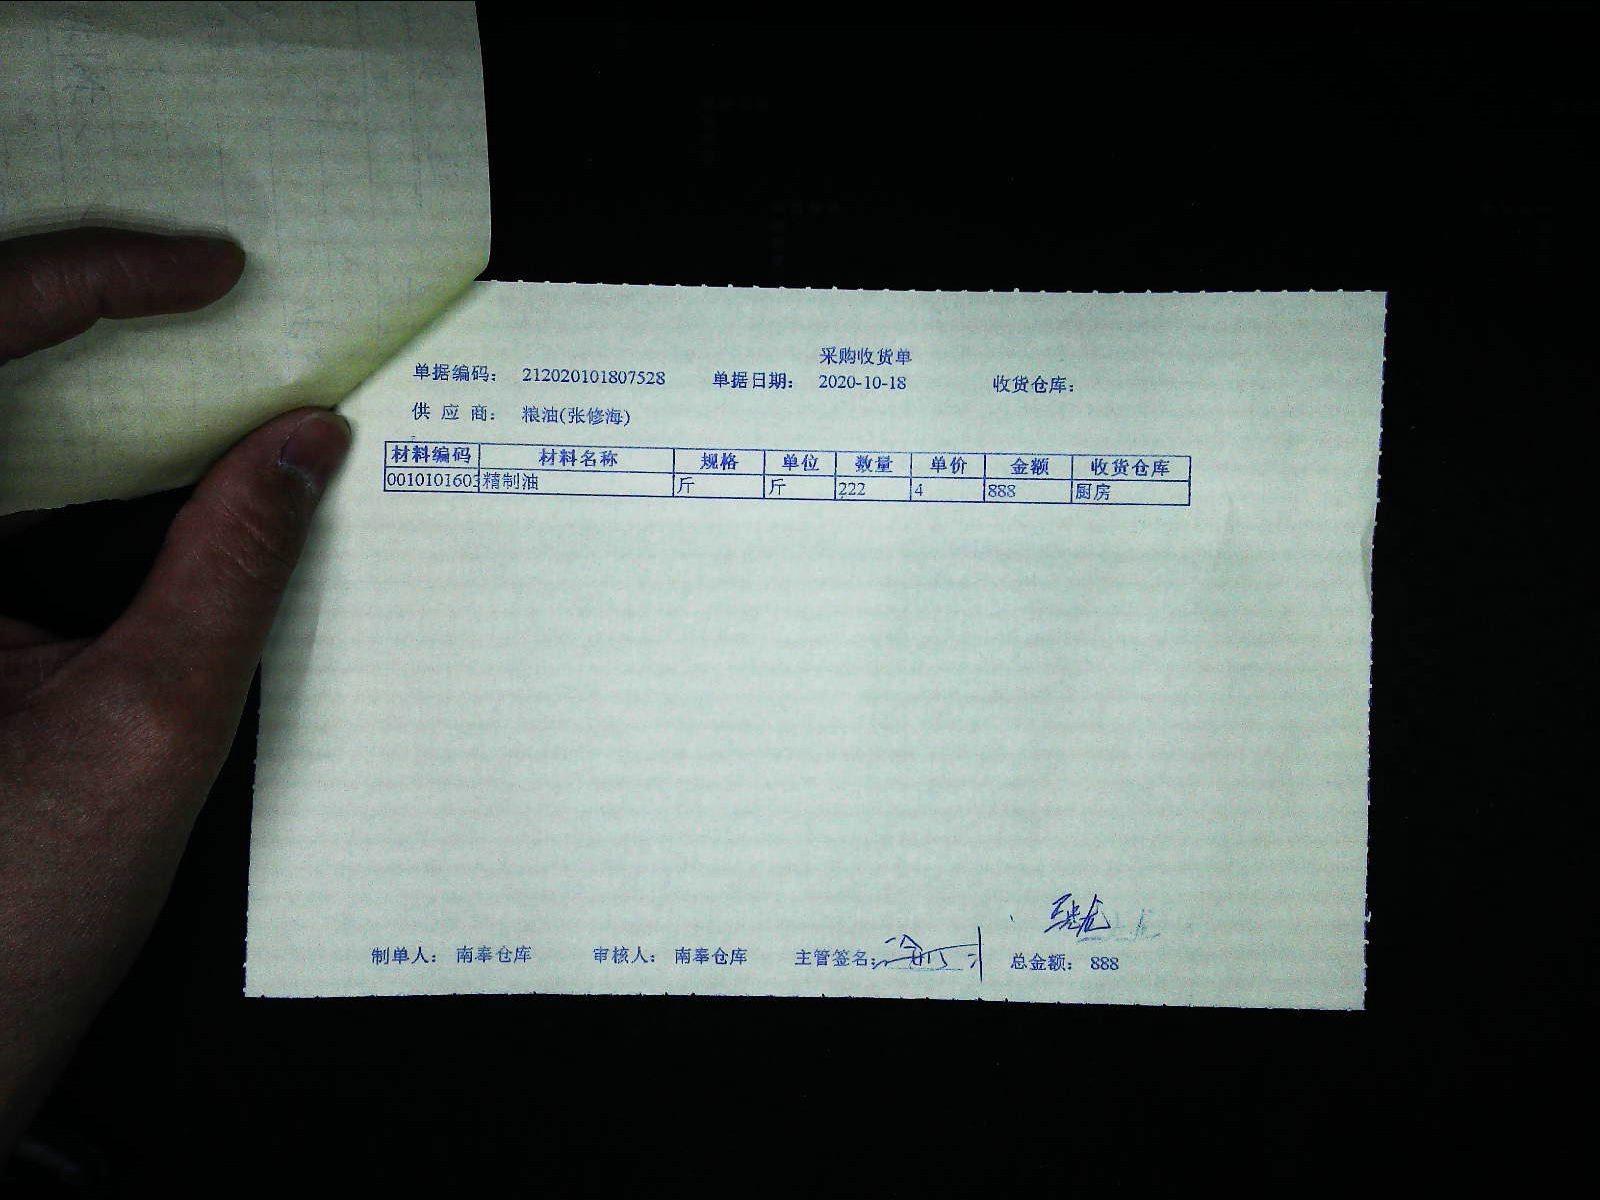 采购收货单
单据编码： 212020101807528 单据日期： 2020-10-18 收货仓库：
供 应 商： 粮油(张修海)
材料编码 材料名称 规格 单位 数量 单价 金额 收货仓库
0010101603 精制油 斤 斤 222 4 888 厨房
制单人： 南奉仓库 审核人： 南奉仓库 主管签名： 总金额： 888